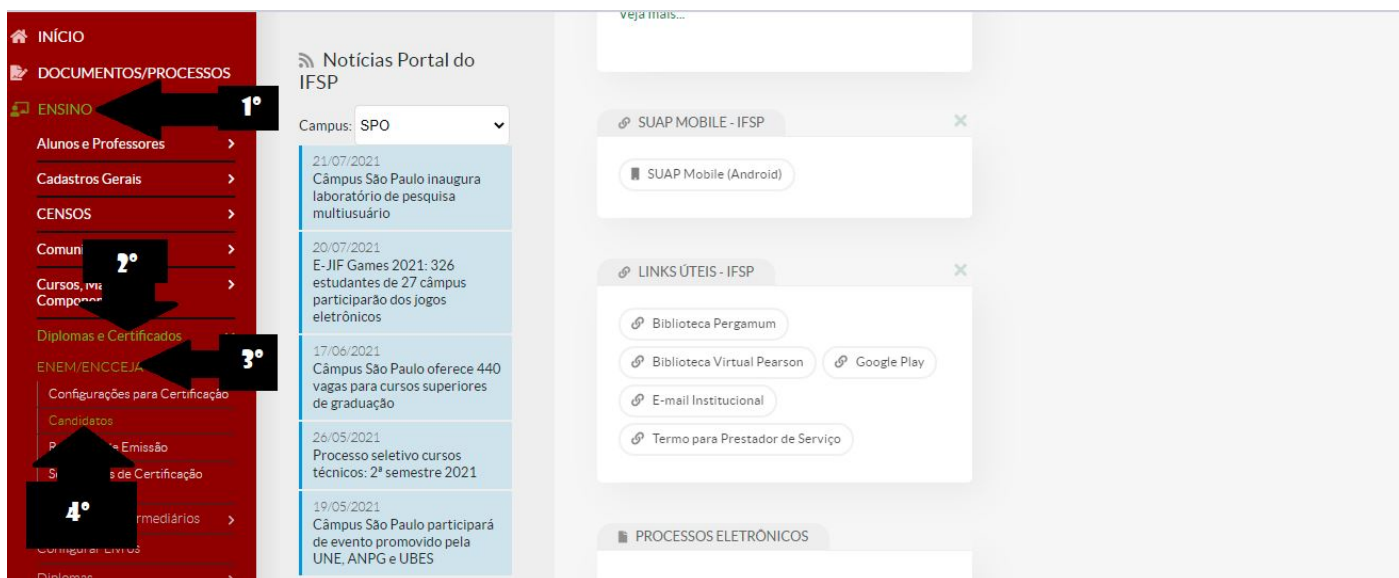 INÍCIO
DOCUMENTOS/PROCESSOS
ENSINO
1º
Alunos e Professores
Cadastros Gerais
CENSOS
2º
Diplomas e Certificados
ENEM/ENCCEJA
3º
Configurações para Certificação
Candidatos
Emissão
de Certificação
4º
Configurar Livros
Diplomas
Notícias Portal do
IFSP
Campus: SPO
21/07/2021
Câmpus São Paulo inaugura
laboratório de pesquisa
multiusuário
20/07/2021
E-JIF Games 2021: 326
estudantes de 27 câmpus
participarão dos jogos
eletrônicos
17/06/2021
Câmpus São Paulo oferece 440
vagas para cursos superiores
de graduação
26/05/2021
Processo seletivo cursos
técnicos: 2ª semestre 2021
19/05/2021
Câmpus São Paulo participará
de evento promovido pela
UNE, ANPG e UBES
Veja mais...
SUAP MOBILE - IFSP
SUAP Mobile (Android)
LINKS ÚTEIS - IFSP
Biblioteca Pergamum
Biblioteca Virtual Pearson
Google Play
E-mail Institucional
Termo para Prestador de Serviço
PROCESSOS ELETRÔNICOS